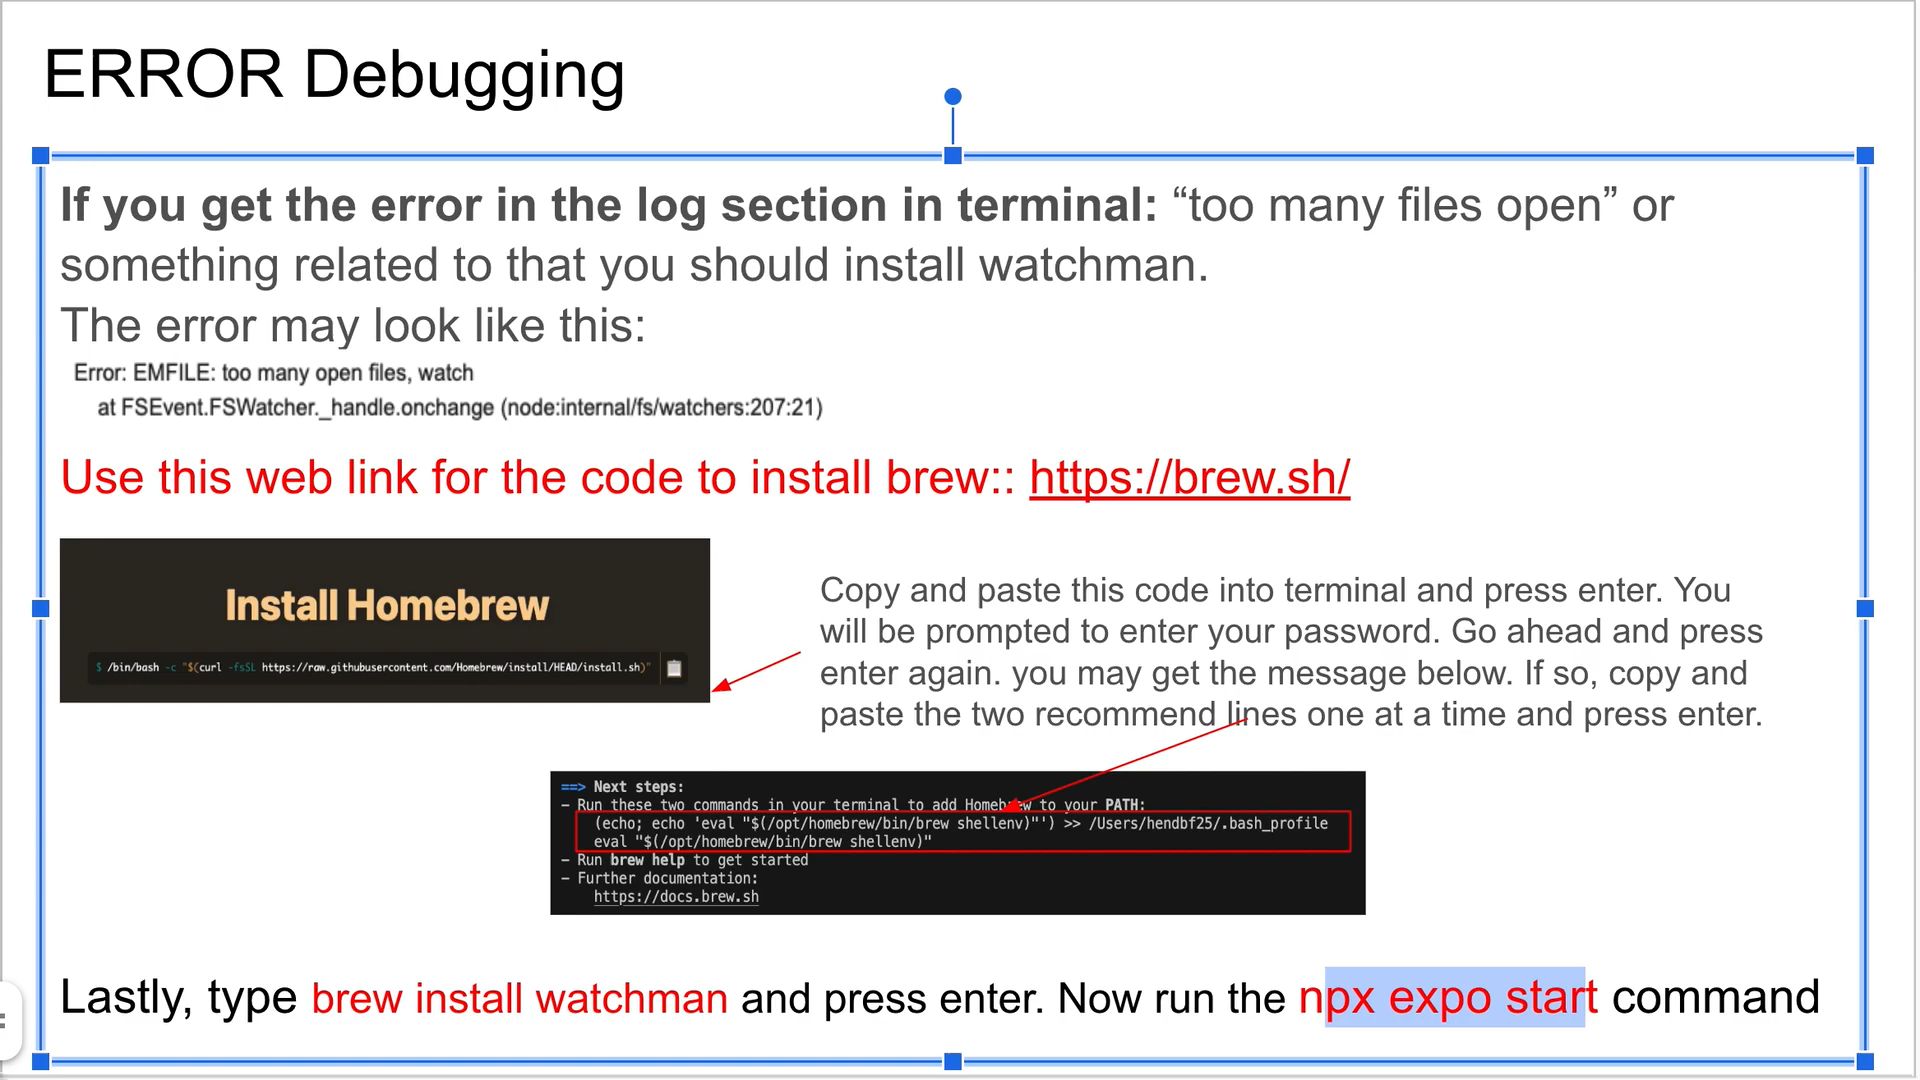 ERROR Debugging
If you get the error in the log section in terminal: “too many files open” or
something related to that you should install watchman.
The error may look like this:
Error: EMFILE: too many open files, watch
at FSEvent.FSWatcher._handle.onchange (node:internal/fs/watchers:207:21)
Use this web link for the code to install brew:: https://brew.sh/
Install Homebrew
$ /bin/bash -c "$(curl -fsSL https://raw.githubusercontent.com/Homebrew/install/HEAD/install.sh)"
Copy and paste this code into terminal and press enter. You
will be prompted to enter your password. Go ahead and press
enter again. you may get the message below. If so, copy and
paste the two recommend lines one at a time and press enter.
==> Next steps:
- Run these two commands in your terminal to add Homebrew to your PATH:
(echo; echo 'eval "$(/opt/homebrew/bin/brew shellenv)"') >> /Users/hendbf25/.bash_profile
eval "$(/opt/homebrew/bin/brew shellenv)"
- Run brew help to get started
- Further documentation:
https://docs.brew.sh
Lastly, type brew install watchman and press enter. Now run the npx expo start command